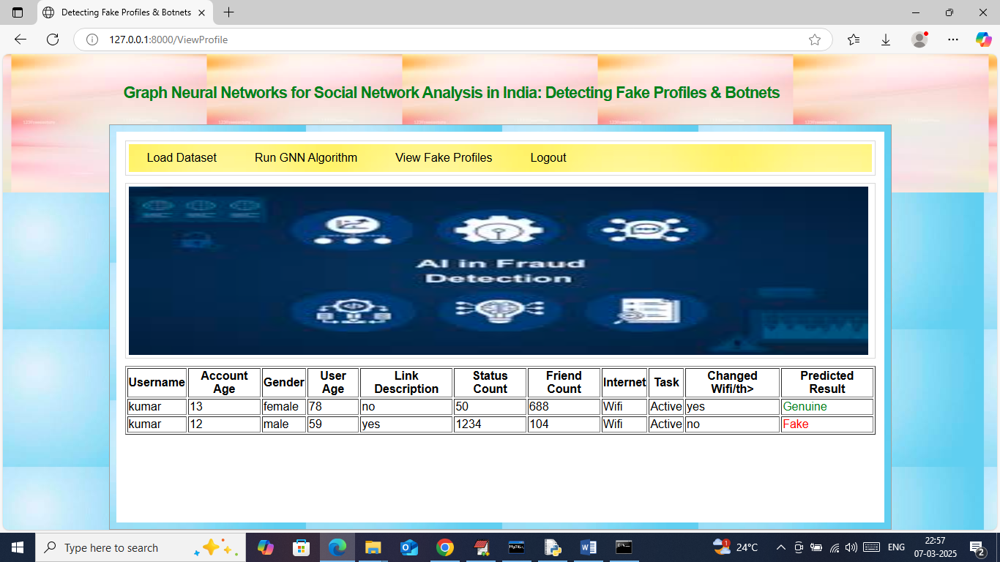 Detecting Fake Profiles & Botnets
127.0.0.1:8000/ViewProfile
Graph Neural Networks for Social Network Analysis in India: Detecting Fake Profiles & Botnets
Load Dataset Run GNN Algorithm View Fake Profiles Logout
AI in Fraud
Detection
Username Account Age Gender User Age Link Description Status Count Friend Count Internet Task Changed Wifi/th> Predicted Result
kumar 13 female 78 no 50 688 Wifi Active yes Genuine
kumar 12 male 59 yes 1234 104 Wifi Active no Fake
Type here to search
1
24°C
ENG
22:57
07-03-2025
2